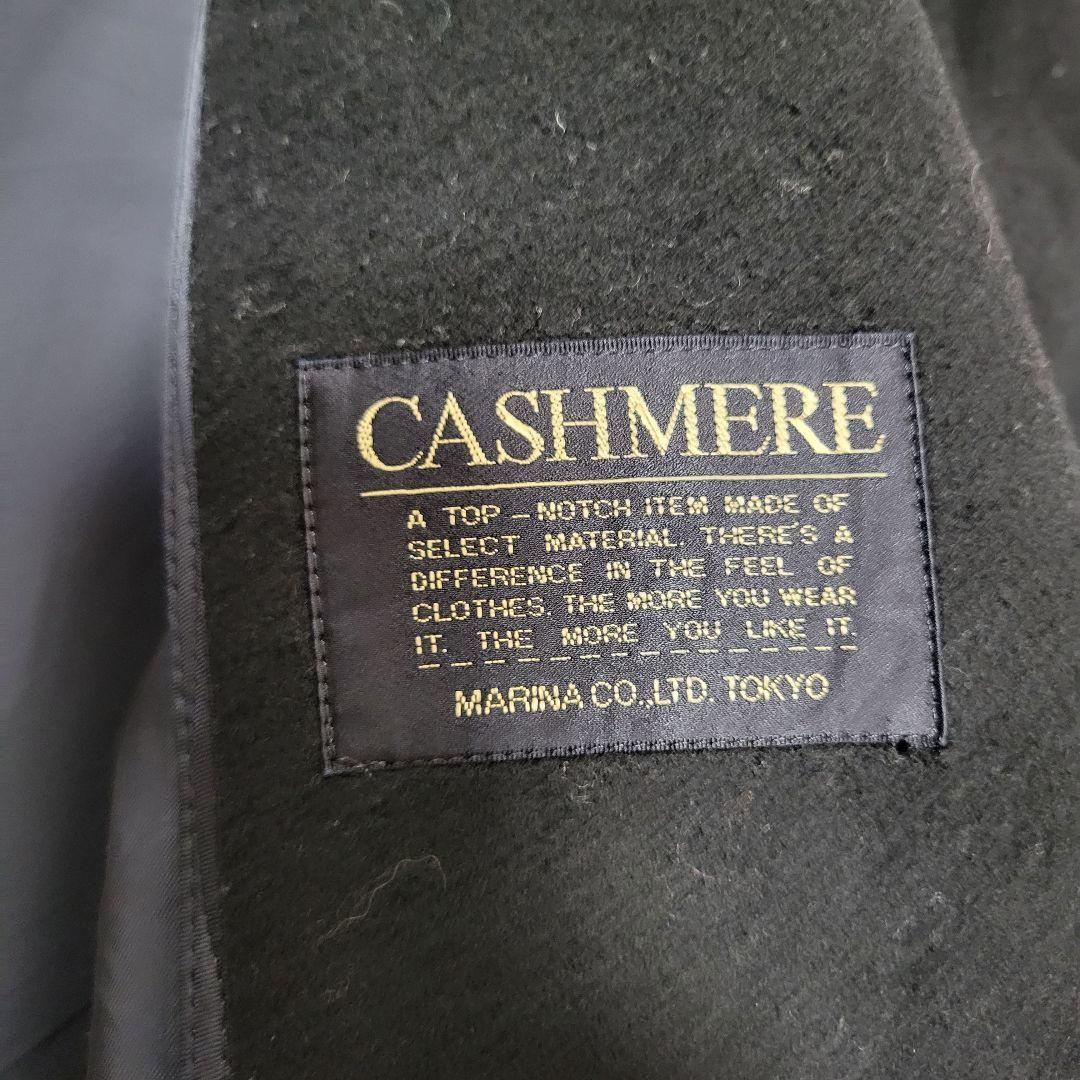 CASHMERE
A TOP-NOTCH ITEM MADE OF
SELECT MATERIAL. THERE'S A
DIFFERENCE IN THE FEEL OF
CLOTHES. THE MORE YOU WEAR
IT. THE MORE YOU LIKE IT.
MARINA CO.,LTD. TOKYO